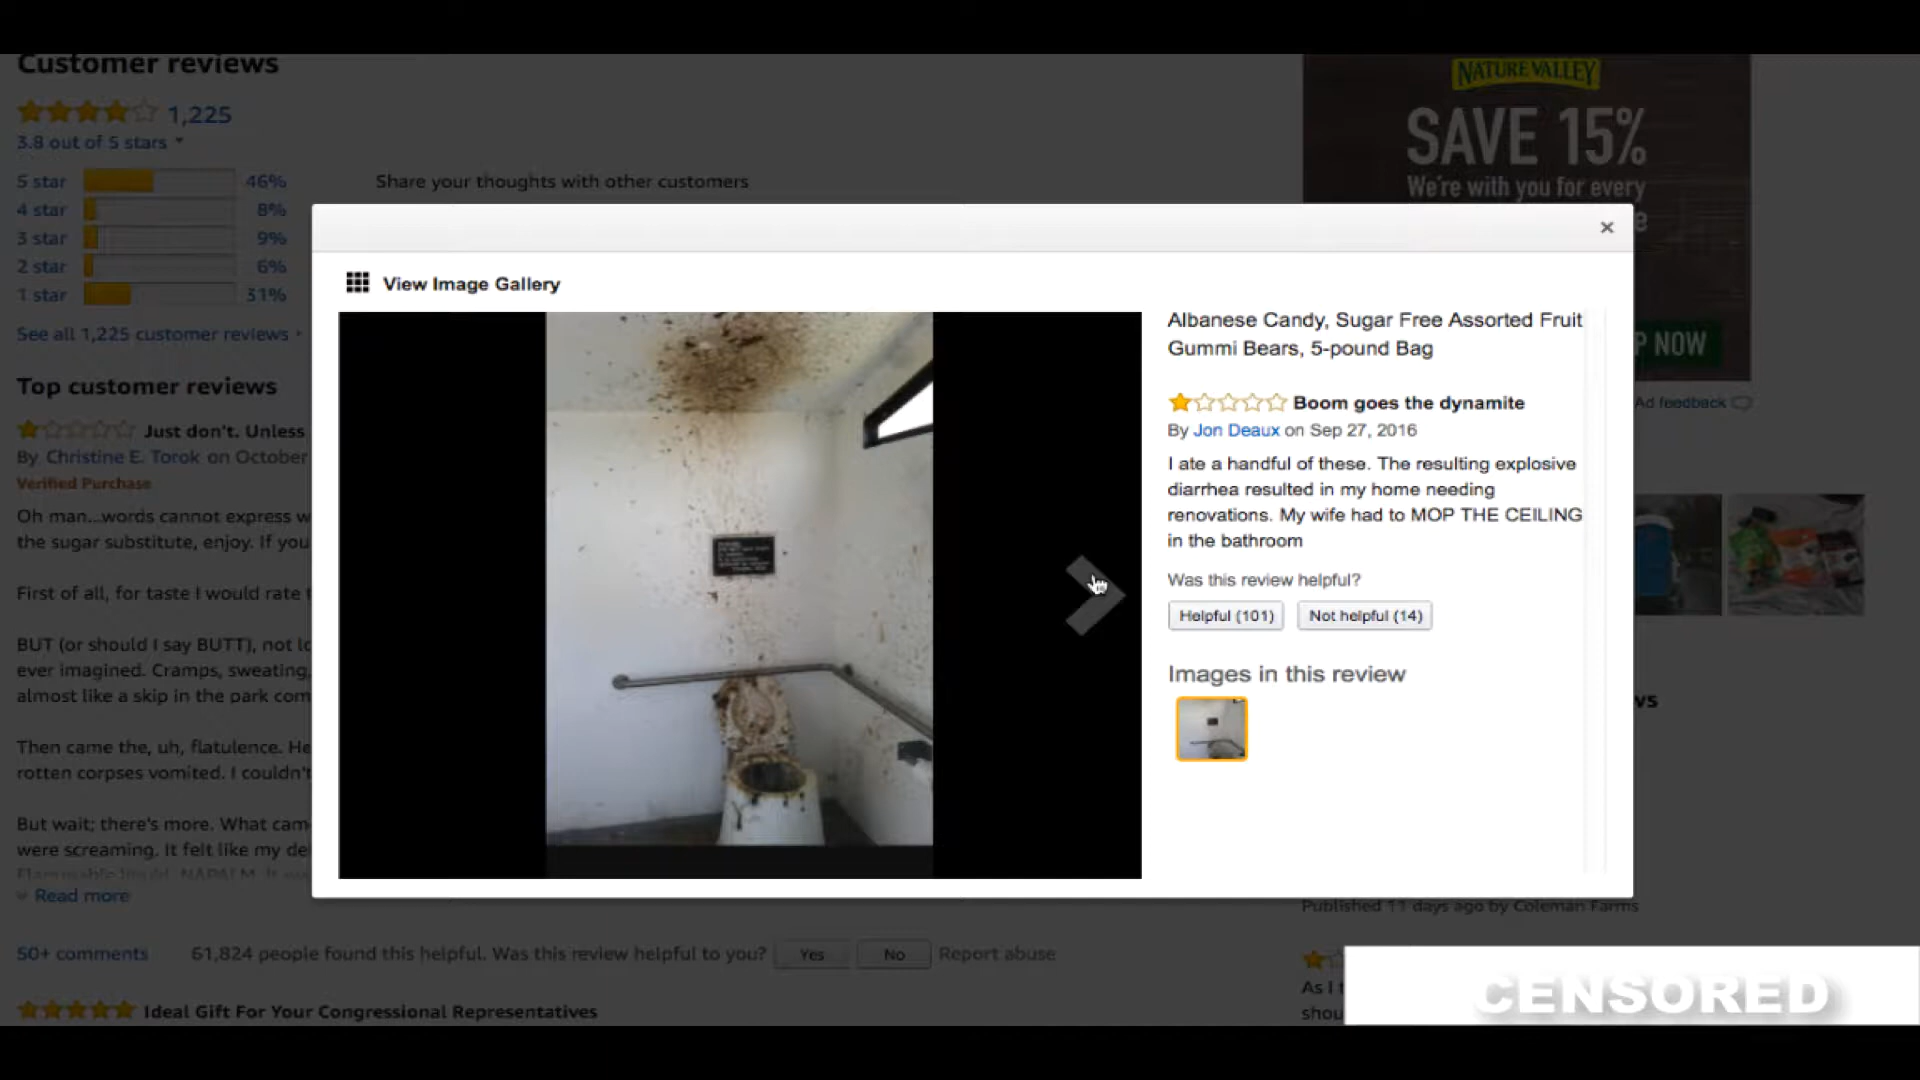 Customer reviews
1,225
3.8 out of 5 stars
5 star 46%
4 star 8%
3 star 9%
2 star 6%
1 star 31%
See all 1,225 customer reviews
Share your thoughts with other customers
Top customer reviews
Just don't. Unless
By Christine E. Torok on October
Verified Purchase
Oh man...words cannot express w
the sugar substitute, enjoy. If you
First of all, for taste I would rate t
BUT (or should I say BUTT), not lo
ever imagined. Cramps, sweating,
almost like a skip in the park com
Then came the, uh, flatulence. He
rotten corpses vomited. I couldn't
But wait; there's more. What cam
were screaming. It felt like my de
Read more
50+ comments 61,824 people found this helpful. Was this review helpful to you? Yes No Report abuse
Ideal Gift For Your Congressional Representatives
View Image Gallery
×
Albanese Candy, Sugar Free Assorted Fruit
Gummi Bears, 5-pound Bag
Boom goes the dynamite
By Jon Deaux on Sep 27, 2016
I ate a handful of these. The resulting explosive
diarrhea resulted in my home needing
renovations. My wife had to MOP THE CEILING
in the bathroom
Was this review helpful?
Helpful (101) Not helpful (14)
Images in this review
NATURE VALLEY
SAVE 15%
We're with you for every
e
P NOW
Ad feedback
vs
Published 11 days ago by Coleman Farms
As I t
shou
CENSORED